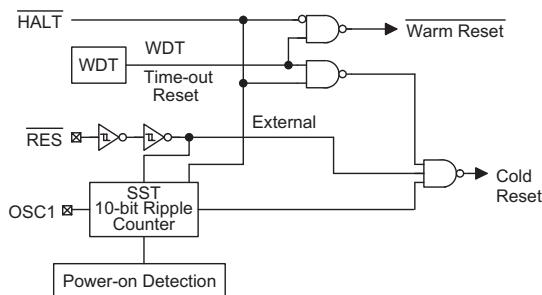 HALT
Warm Reset
WDT
WDT
Time-out
Reset
RES
External
Cold
Reset
OSC1
SST
10-bit Ripple
Counter
Power-on Detection